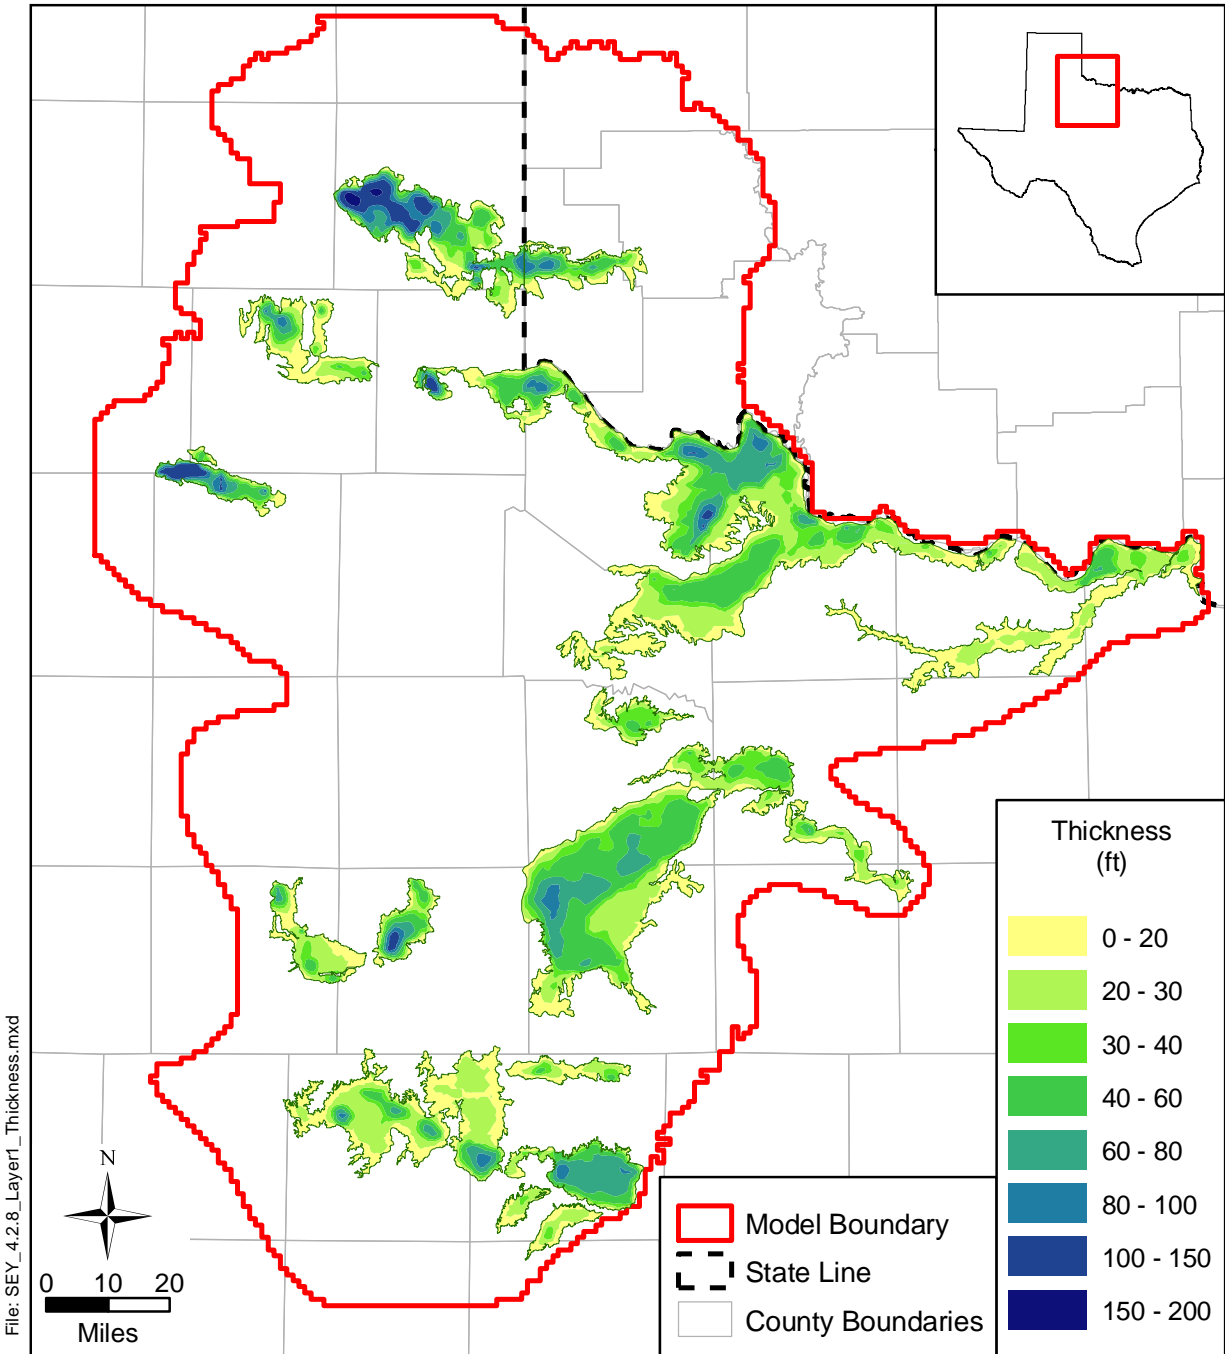 Thickness
(ft)
0 - 20
20 - 30
30 - 40
40 - 60
60 - 80
80 - 100
100 - 150
150 - 200
Model Boundary
State Line
County Boundaries
N
0 10 20
Miles
File: SEY_4.2.8_Layer1_Thickness.mxd